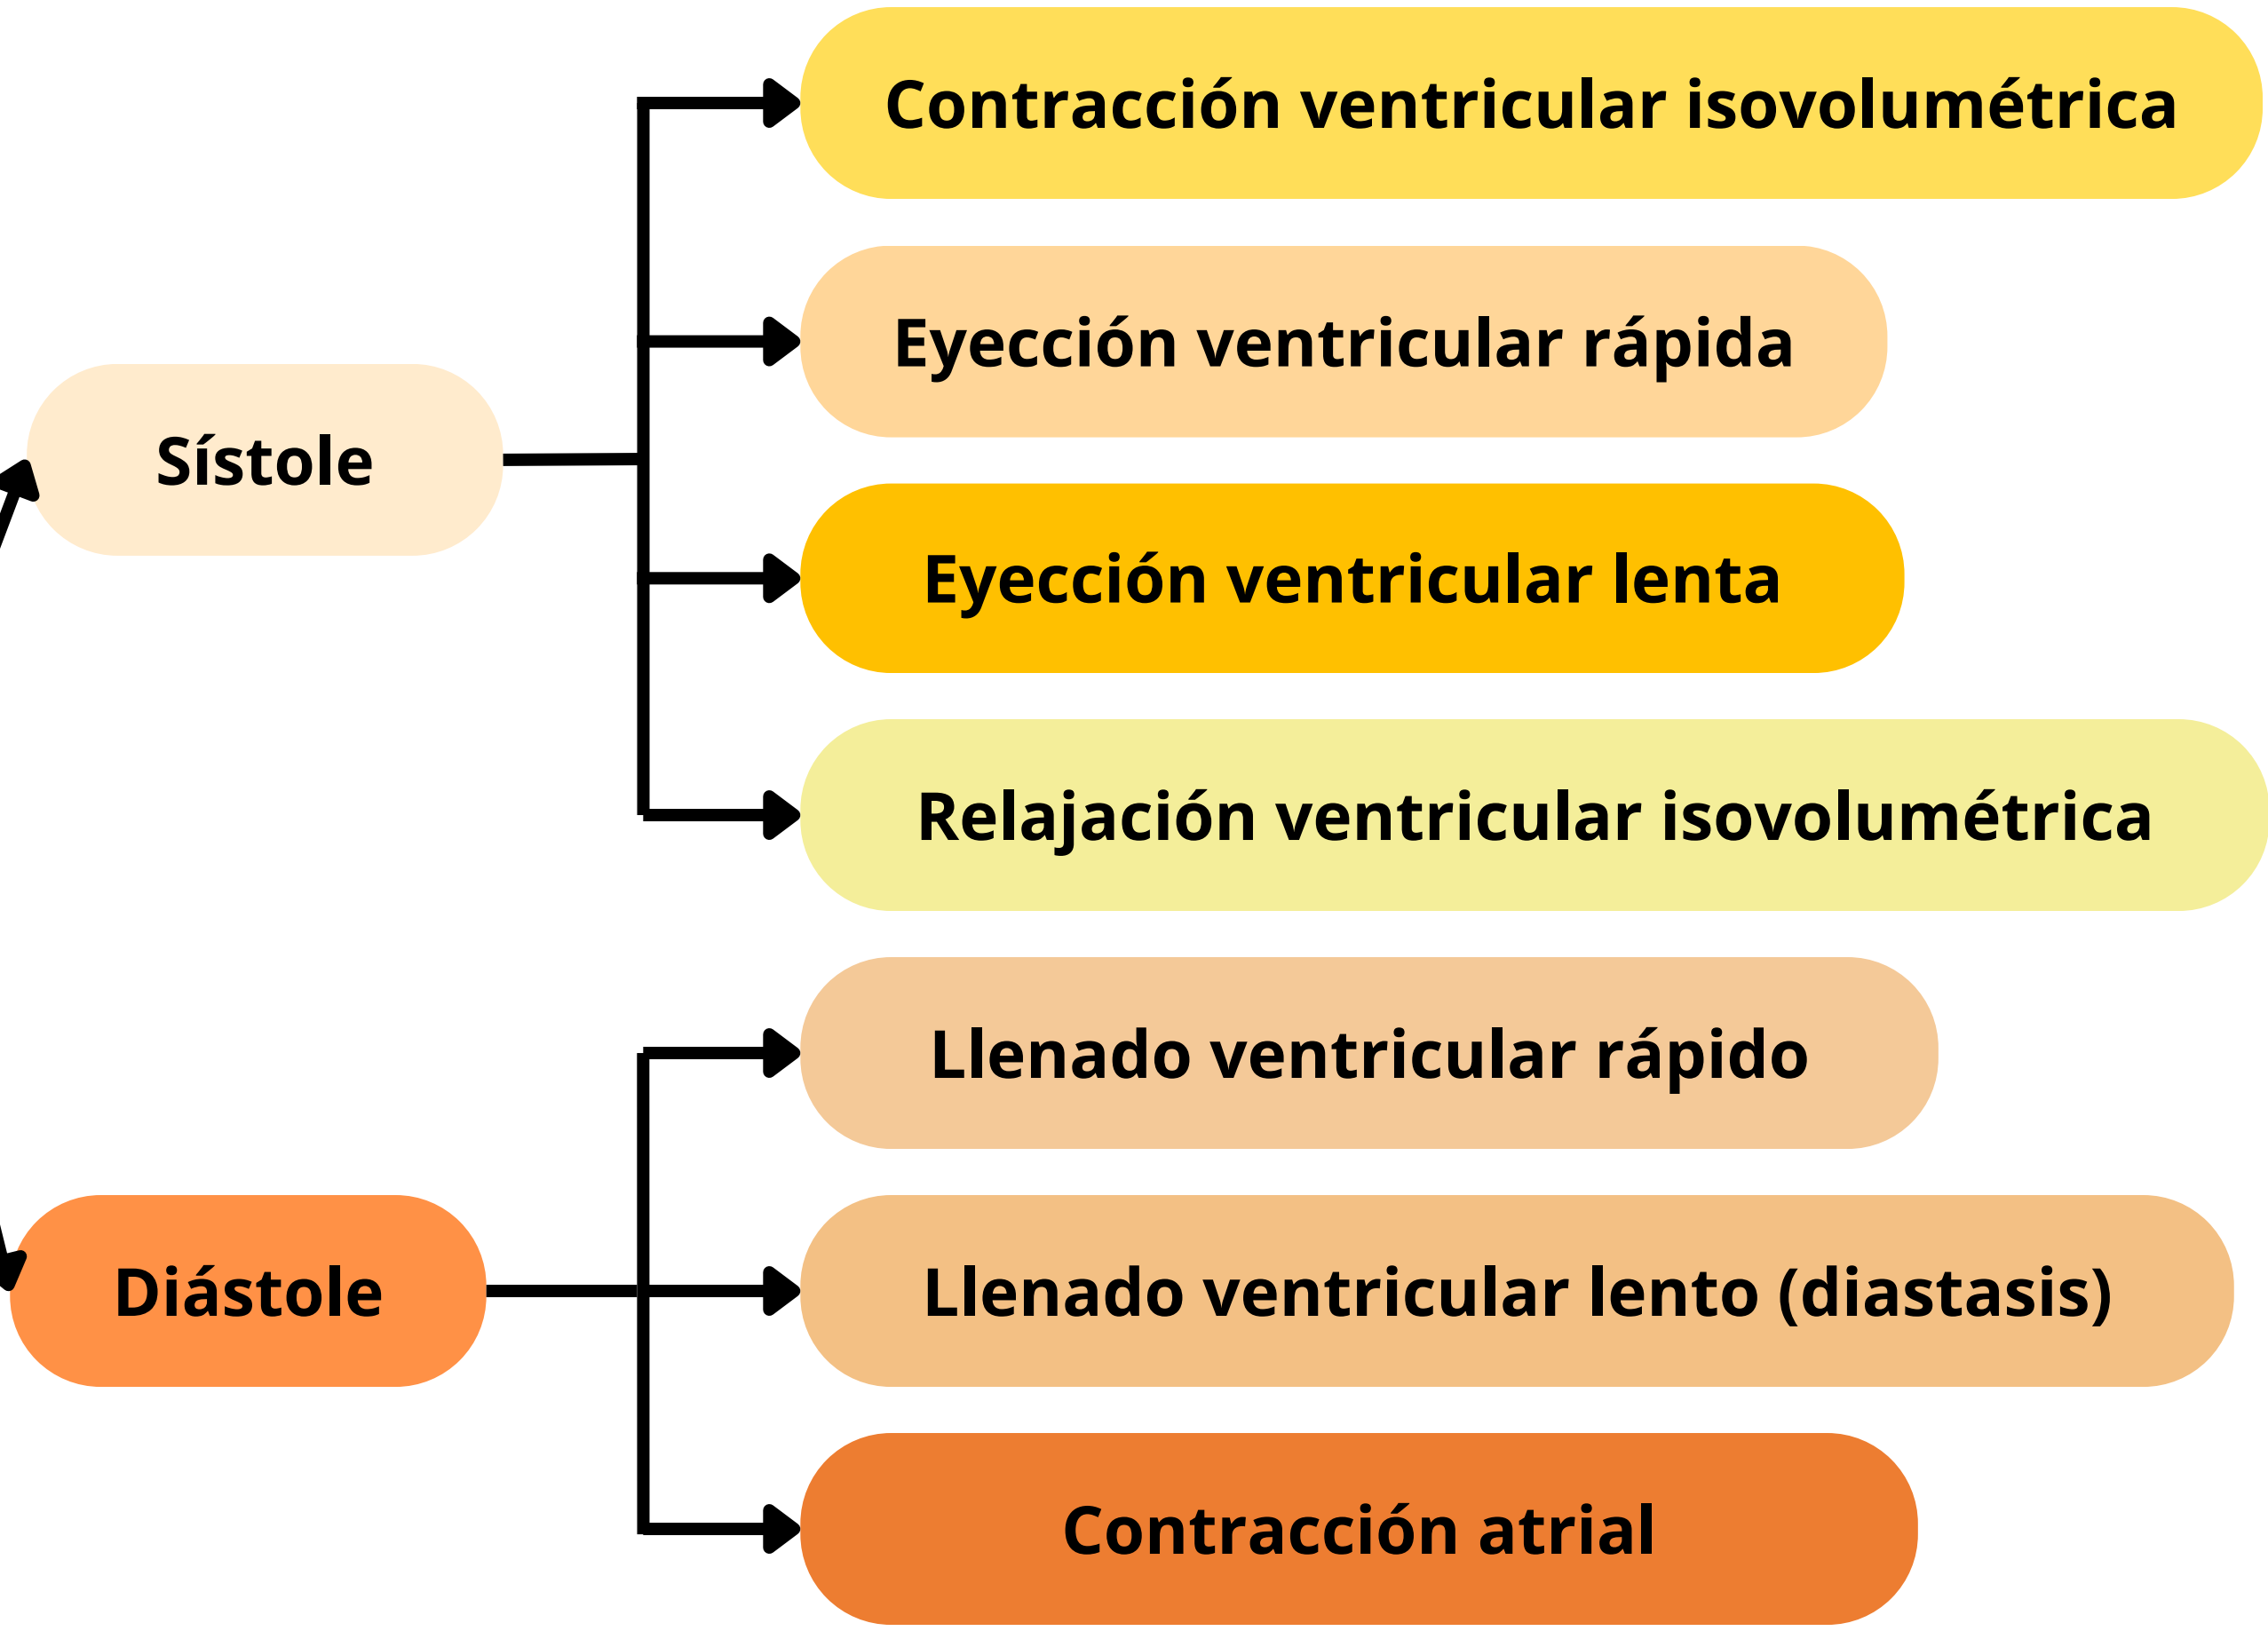 Contracción ventricular isovolumétrica
Eyección ventricular rápida
Sístole
Eyección ventricular lenta
Relajación ventricular isovolumétrica
Llenado ventricular rápido
Diástole
Llenado ventricular lento (diastasis)
Contracción atrial